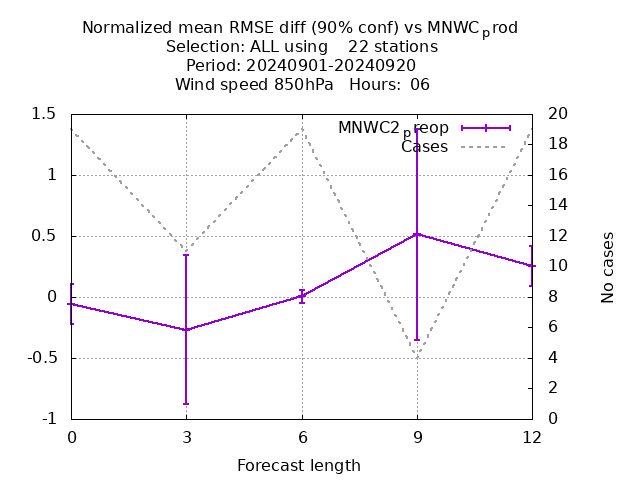 Normalized mean RMSE diff (90% conf) vs MNWCprod
Selection: ALL using    22 stations
Period: 20240901-20240920
Wind speed 850hPa   Hours:  06
1.5
1
0.5
0
-0.5
-1
20
18
16
14
12
10
8
6
4
2
0
MNWC2preop
Cases
No cases
0 3 6 9 12
Forecast length